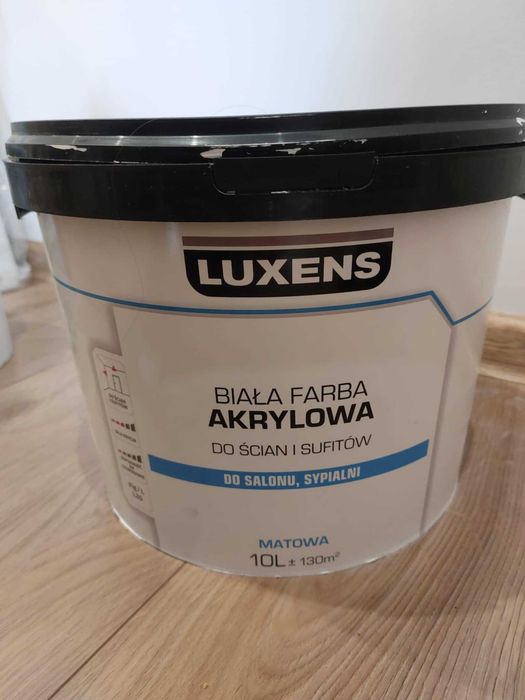 LUXENS
BIAŁA FARBA
AKRYLOWA
DO ŚCIAN I SUFITÓW
DO SALONU, SYPIALNI
MATOWA
10L ± 130m²